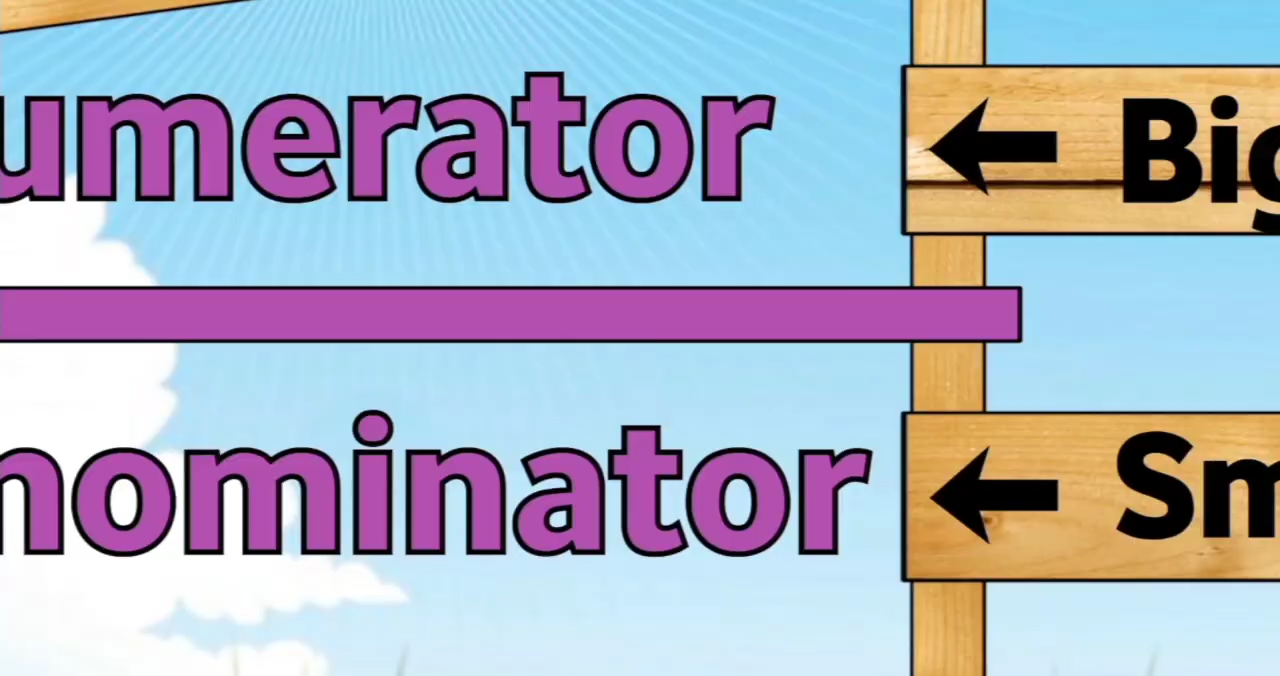 umerator
← Big
nominator
← Sm